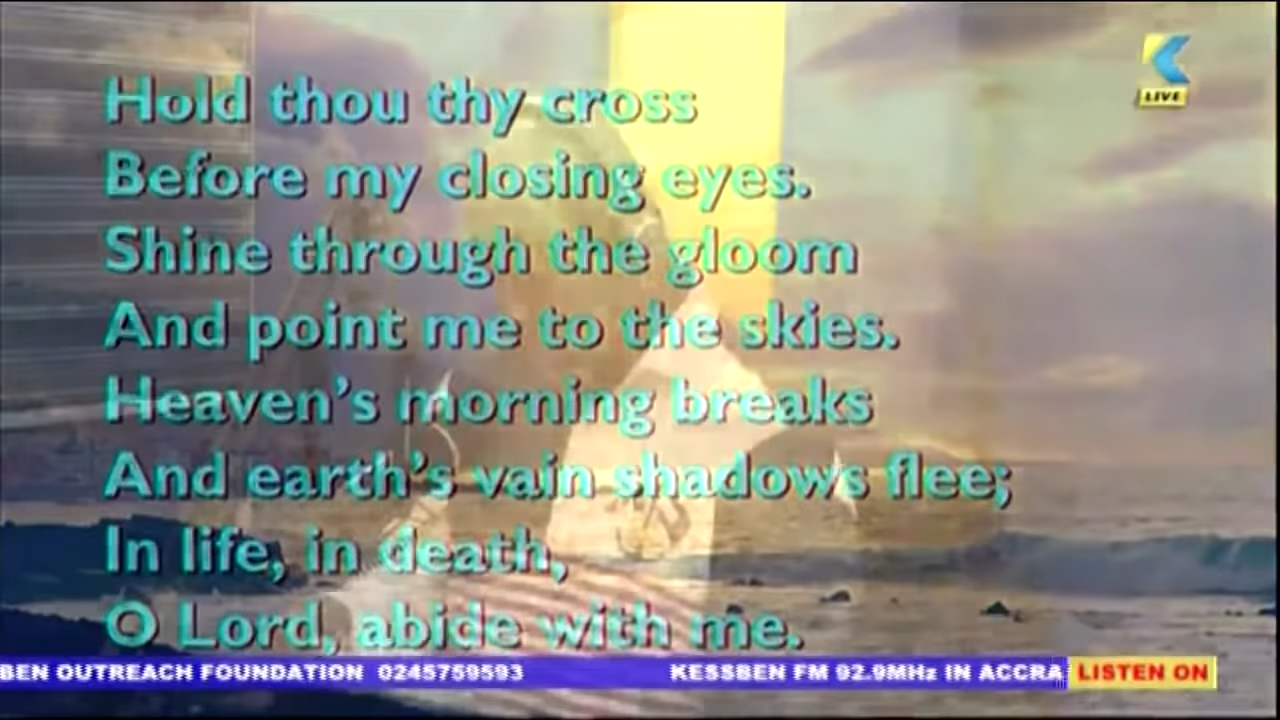 Hold thou thy cross
Before my closing eyes.
Shine through the gloom
And point me to the skies.
Heaven's morning breaks
And earth's vain shadows flee;
In life, in death,
O Lord, abide with me.
LIVE
BEN OUTREACH FOUNDATION 0245759593 KESSBEN FM 92.9MHz IN ACCRA LISTEN ON